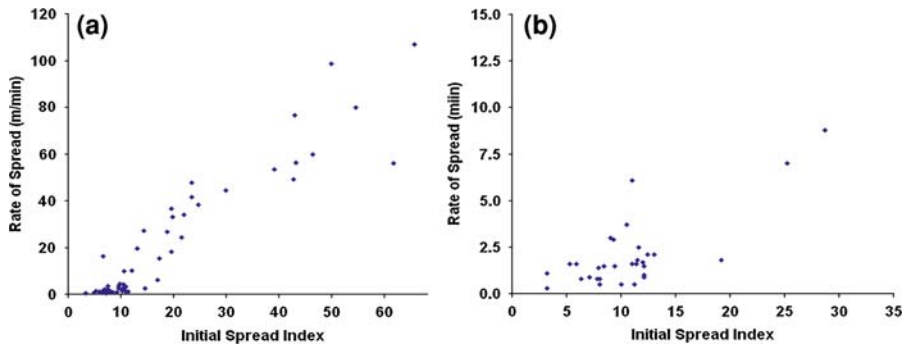 (a)
Rate of Spread (m/min)
120
100
80
60
40
20
0
0 10 20 30 40 50 60
Initial Spread Index
(b)
Rate of Spread (miin)
15.0
12.5
10.0
7.5
5.0
2.5
0.0
0 5 10 15 20 25 30 35
Initial Spread Index